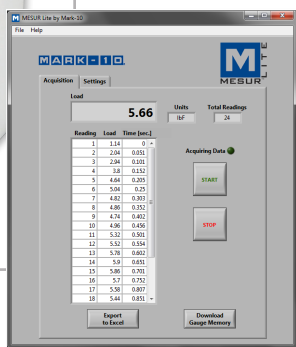 MESUR Lite by Mark-10
File Help
MARK-10
M
MESUR
LITE
Acquisition Settings
Load
5.66
Units
lbF
Total Readings
24
Reading Load Time [sec.]
1 1.14 0
2 2.04 0.051
3 2.94 0.101
4 3.8 0.152
5 4.64 0.205
6 5.04 0.25
7 4.82 0.303
8 4.86 0.352
9 4.74 0.402
10 4.96 0.456
11 5.32 0.501
12 5.52 0.554
13 5.78 0.602
14 5.9 0.651
15 5.86 0.701
16 5.7 0.752
17 5.58 0.807
18 5.44 0.851
Acquiring Data
START
STOP
Export
to Excel
Download
Gauge Memory